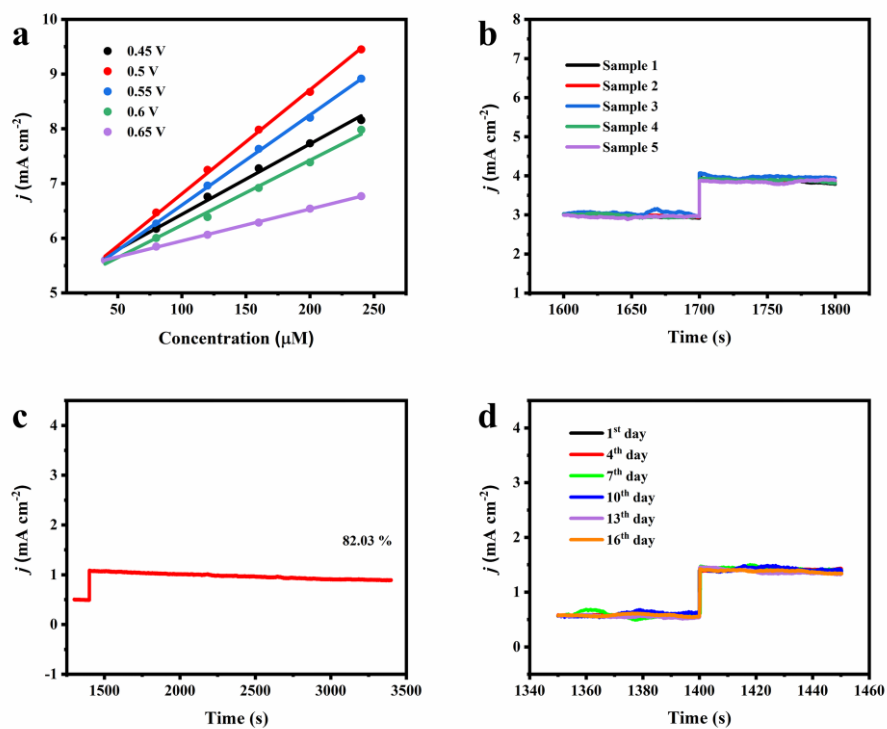 a
0.45 V
0.5 V
0.55 V
0.6 V
0.65 V
10
9
8
7
6
5
j (mA cm⁻²)
50
100
150
200
250
Concentration (μM)
b
Sample 1
Sample 2
Sample 3
Sample 4
Sample 5
8
7
6
5
4
3
2
1
j (mA cm⁻²)
1600
1650
1700
1750
1800
Time (s)
c
82.03 %
4
3
2
1
0
-1
j (mA cm⁻²)
1500
2000
2500
3000
3500
Time (s)
d
1st day
4th day
7th day
10th day
13th day
16th day
4
3
2
1
0
j (mA cm⁻²)
1340
1360
1380
1400
1420
1440
1460
Time (s)